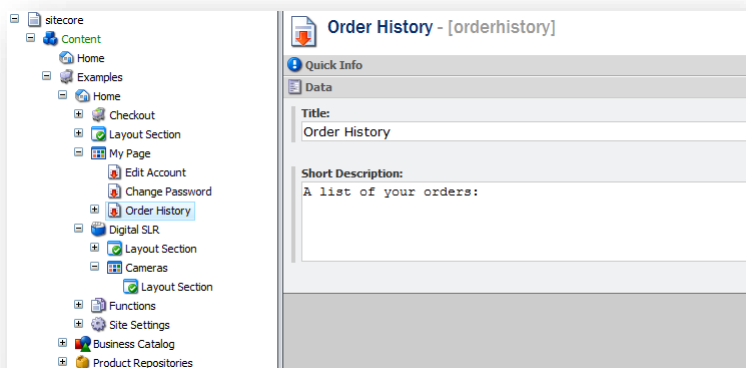 sitecore
Content
Home
Examples
Home
Checkout
Layout Section
My Page
Edit Account
Change Password
Order History
Digital SLR
Layout Section
Cameras
Layout Section
Functions
Site Settings
Business Catalog
Product Repositories
Order History - [orderhistory]
Quick Info
Data
Title:
Order History
Short Description:
A list of your orders: